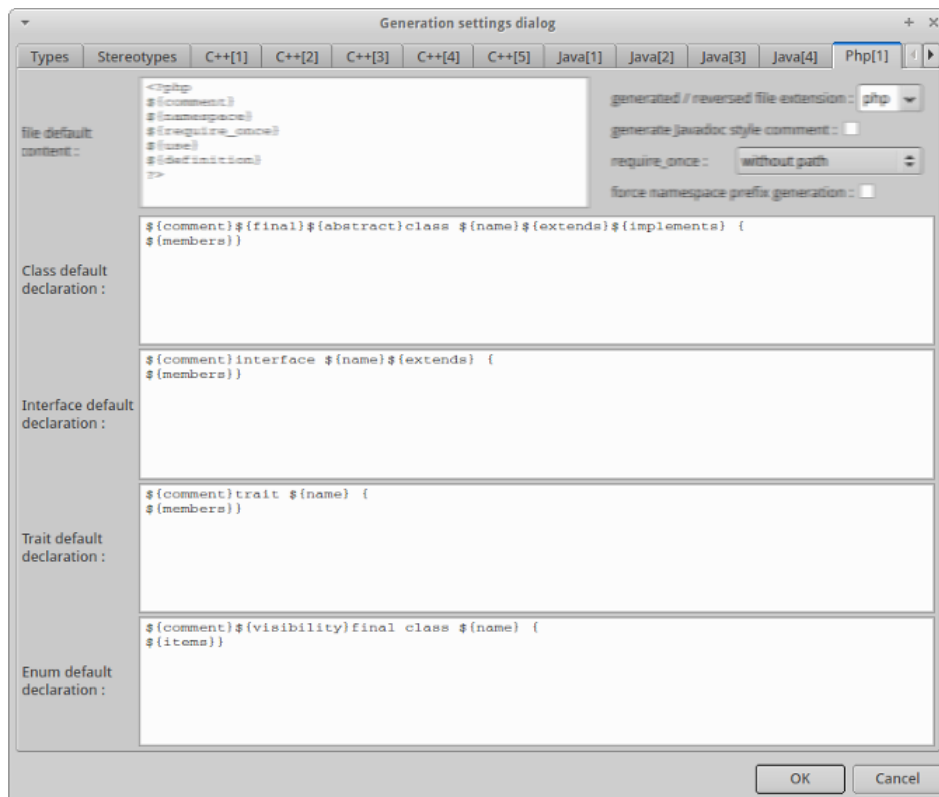 Generation settings dialog
Types Stereotypes C++[1] C++[2] C++[3] C++[4] C++[5] Java[1] Java[2] Java[3] Java[4] Php[1]
file default
content :
<?php
${comment}
${namespace}
${require_once}
${use}
${definition}
?>
generated / reversed file extension : php
generate Javadoc style comment :
require_once : without path
force namespace prefix generation :
Class default
declaration :
${comment}${final}${abstract}class ${name}${extends}${implements} {
${members}}
Interface default
declaration :
${comment}interface ${name}${extends} {
${members}}
Trait default
declaration :
${comment}trait ${name} {
${members}}
Enum default
declaration :
${comment}${visibility}final class ${name} {
${items}}
OK Cancel